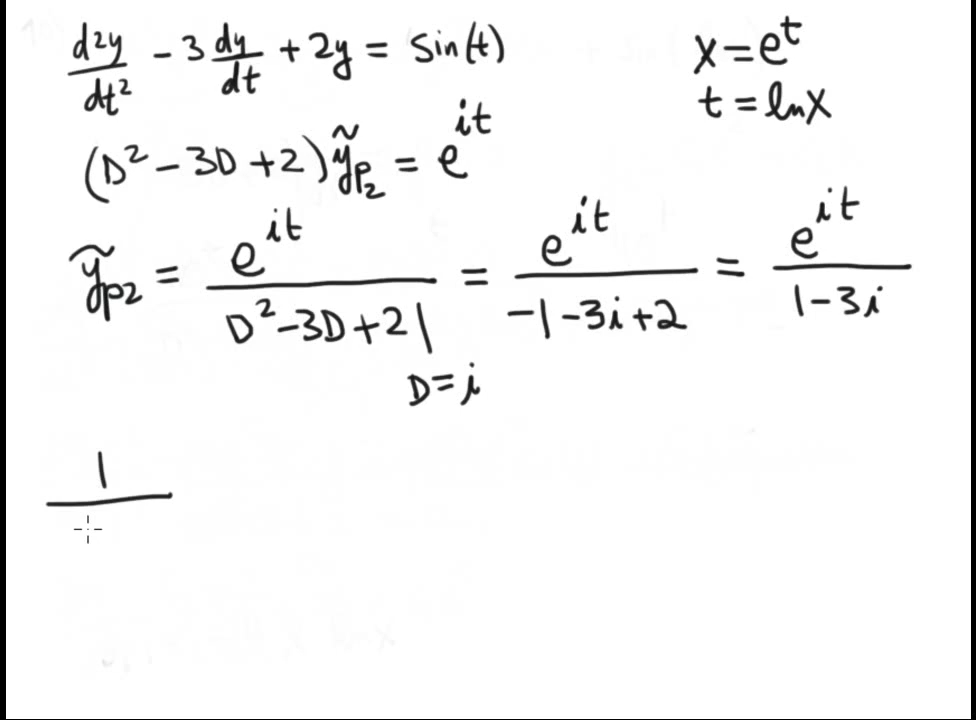 d²y/dt² - 3 dy/dt + 2y = Sin(t)
x = e^t
t = lnx
(D² - 3D + 2) ỹ_p₂ = e^it
ỹ_p2 = e^it / (D² - 3D + 2)| = e^it / (-1 - 3i + 2) = e^it / (1 - 3i)
D = i
1